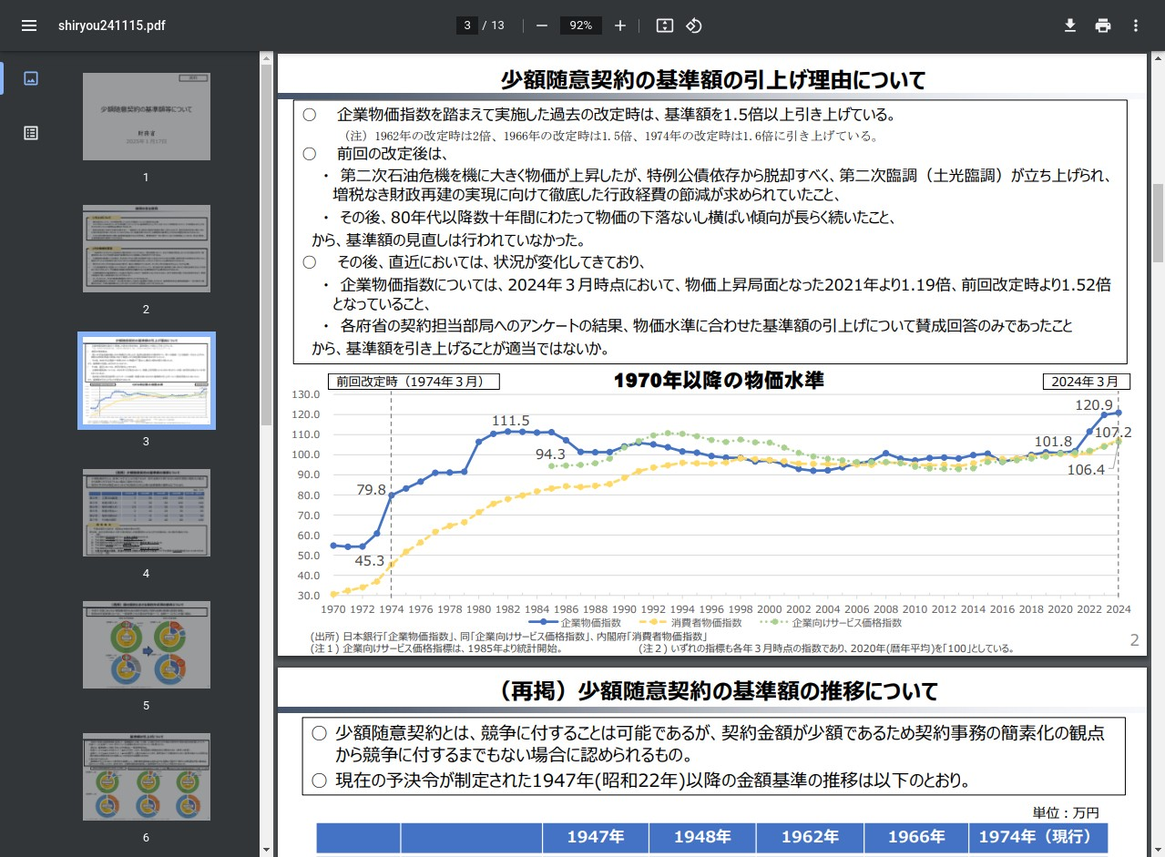 shiryou241115.pdf
3 / 13
92%
少額随意契約の基準額等について
財務省
1
2
3
4
5
6
少額随意契約の基準額の引上げ理由について
○ 企業物価指数を踏まえて実施した過去の改定時は、基準額を1.5倍以上引き上げている。
（注）1962年の改定時は2倍、1966年の改定時は1.5倍、1974年の改定時は1.6倍に引き上げている。
○ 前回の改定後は、
・ 第二次石油危機を機に大きく物価が上昇したが、特例公債依存から脱却すべく、第二次臨調（土光臨調）が立ち上げられ、
増税なき財政再建の実現に向けて徹底した行政経費の節減が求められていたこと、
・ その後、80年代以降数十年間にわたって物価の下落ないし横ばい傾向が長らく続いたこと、
から、基準額の見直しは行われていなかった。
○ その後、直近においては、状況が変化してきており、
・ 企業物価指数については、2024年３月時点において、物価上昇局面となった2021年より1.19倍、前回改定時より1.52倍
となっていること、
・ 各府省の契約担当部局へのアンケートの結果、物価水準に合わせた基準額の引上げについて賛成回答のみであったこと
から、基準額を引き上げることが適当ではないか。
前回改定時（1974年３月）
1970年以降の物価水準
2024年３月
130.0
120.0
110.0
100.0
90.0
80.0
70.0
60.0
50.0
40.0
30.0
79.8
45.3
111.5
94.3
101.8
120.9
107.2
106.4
1970 1972 1974 1976 1978 1980 1982 1984 1986 1988 1990 1992 1994 1996 1998 2000 2002 2004 2006 2008 2010 2012 2014 2016 2018 2020 2022 2024
企業物価指数 消費者物価指数 企業向けサービス価格指数
（出所）日本銀行「企業物価指数」、同「企業向けサービス価格指数」、内閣府「消費者物価指数」
（注１）企業向けサービス価格指標は、1985年より統計開始。 （注２）いずれの指標も各年３月時点の指数であり、2020年(暦年平均)を「100」としている。
2
（再掲）少額随意契約の基準額の推移について
○ 少額随意契約とは、競争に付することは可能であるが、契約金額が少額であるため契約事務の簡素化の観点
から競争に付するまでもない場合に認められるもの。
○ 現在の予決令が制定された1947年(昭和22年)以降の金額基準の推移は以下のとおり。
単位：万円
1947年 1948年 1962年 1966年 1974年（現行）